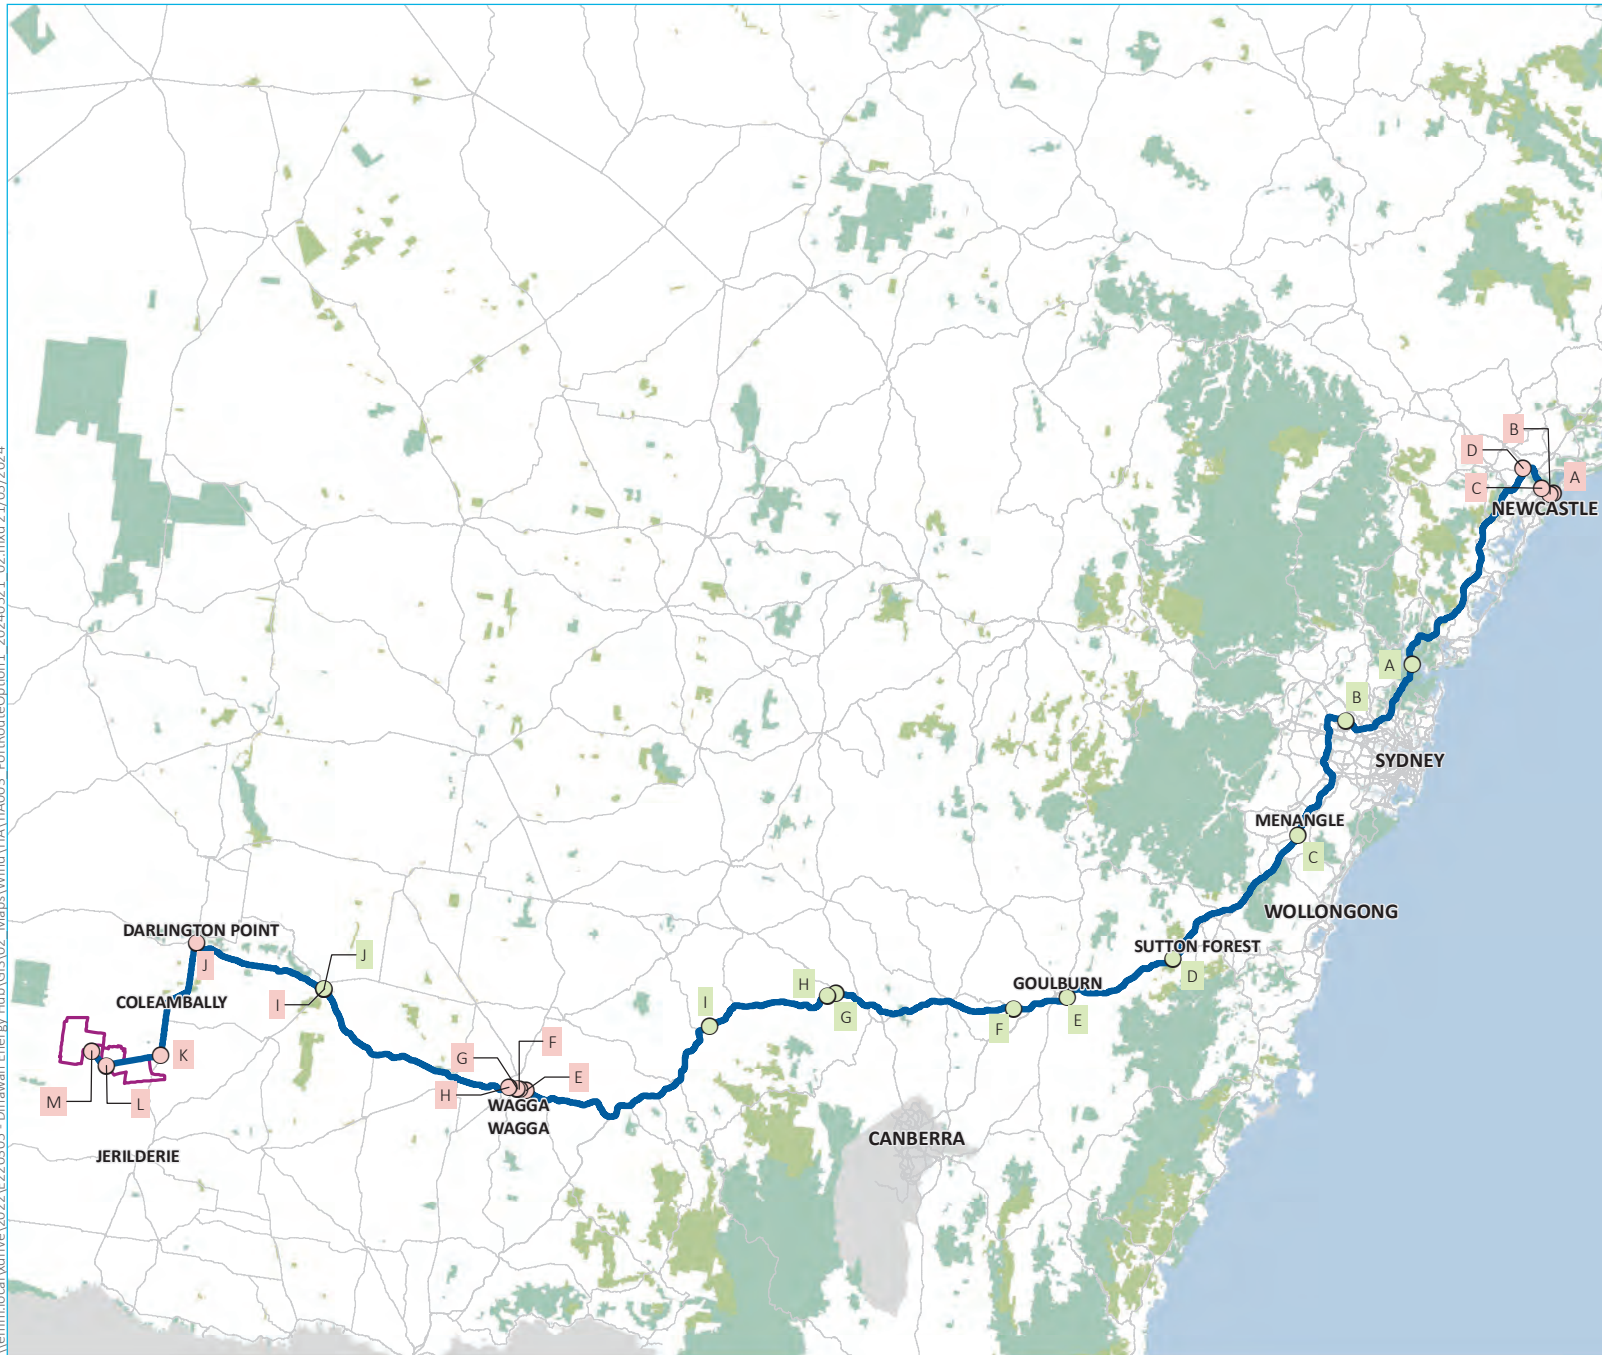 B
D
A
C
NEWCASTLE
A
B
SYDNEY
MENANGLE
C
WOLLONGONG
DARLINGTON POINT
SUTTON FOREST
J
J
D
H
GOULBURN
I
COLEAMBALLY
I
G
F
E
F
G
K
E
H
M
L
WAGGA
WAGGA
CANBERRA
JERILDERIE